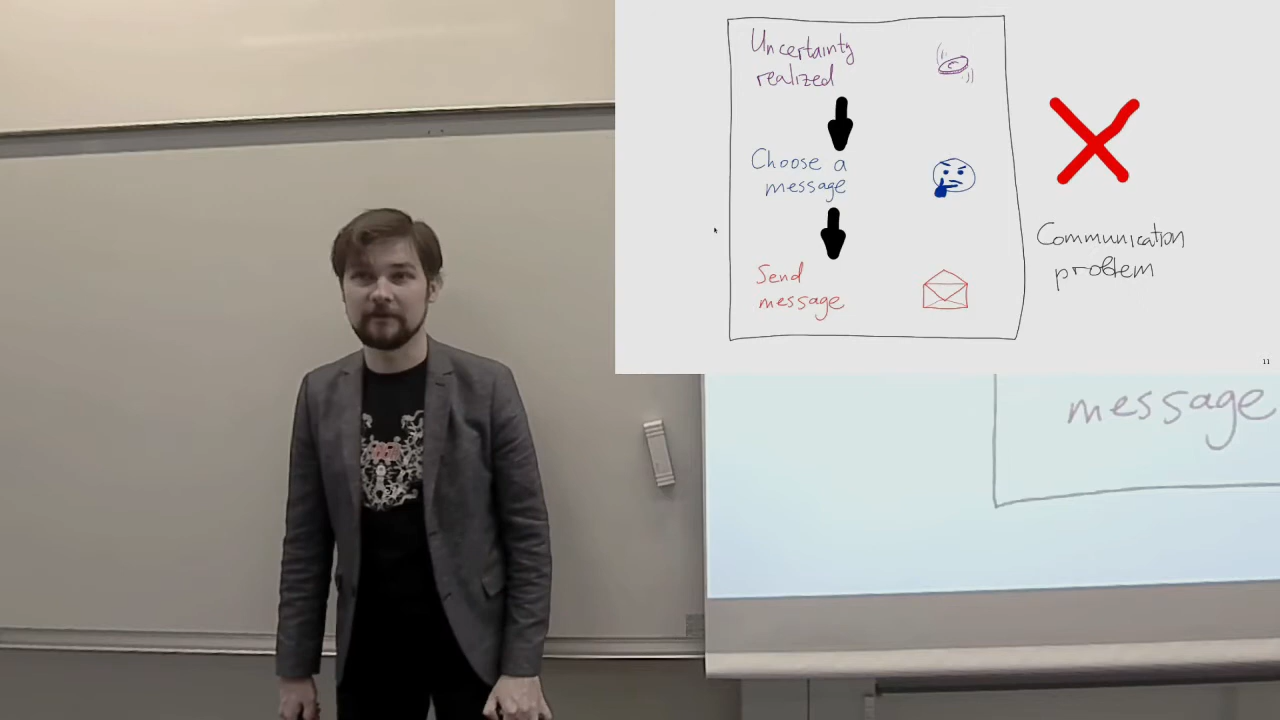 Uncertainty
realized
Choose a
message
Send
message
Communication
problem
11
message